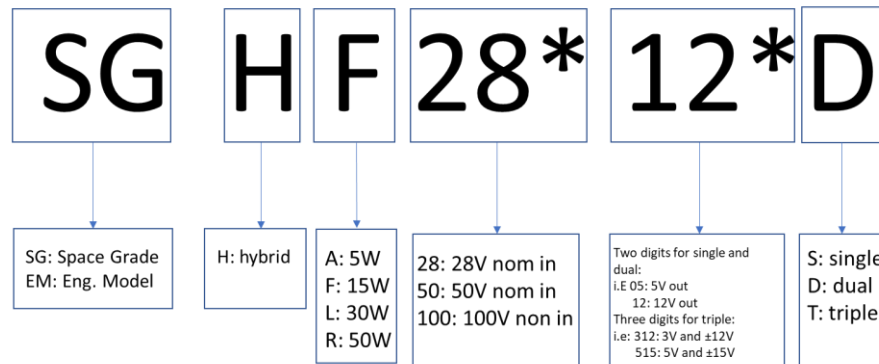 SG H F 28* 12* D
SG: Space Grade
EM: Eng. Model
H: hybrid
A: 5W
F: 15W
L: 30W
R: 50W
28: 28V nom in
50: 50V nom in
100: 100V non in
Two digits for single and
dual:
i.E 05: 5V out
12: 12V out
Three digits for triple:
i.e: 312: 3V and ±12V
515: 5V and ±15V
S: single
D: dual
T: triple